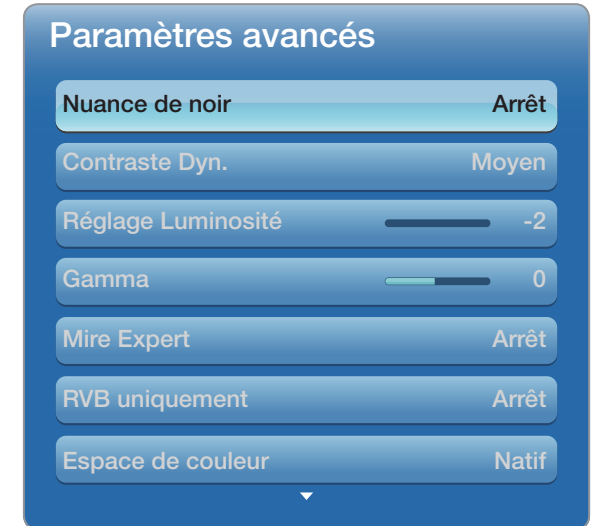 Paramètres avancés
Nuance de noir Arrêt
Contraste Dyn. Moyen
Réglage Luminosité -2
Gamma 0
Mire Expert Arrêt
RVB uniquement Arrêt
Espace de couleur Natif